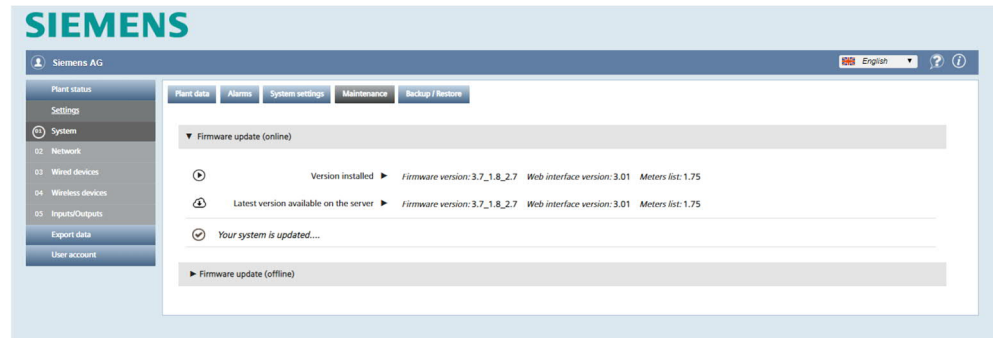 SIEMENS
Siemens AG
English
Plant status
Settings
01 System
02 Network
03 Wired devices
04 Wireless devices
05 Inputs/Outputs
Export data
User account
Plant data Alarms System settings Maintenance Backup / Restore
▼ Firmware update (online)
Version installed ► Firmware version: 3.7_1.8_2.7 Web interface version: 3.01 Meters list: 1.75
Latest version available on the server ► Firmware version: 3.7_1.8_2.7 Web interface version: 3.01 Meters list: 1.75
Your system is updated....
► Firmware update (offline)